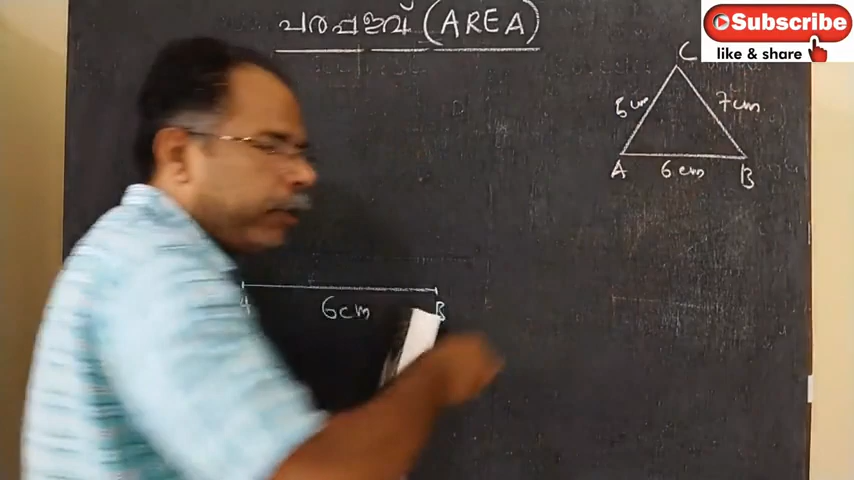 പരപ്പളവ് (AREA)
Subscribe
like & share
C
5cm
7cm
A
6cm
B
A
6cm
B